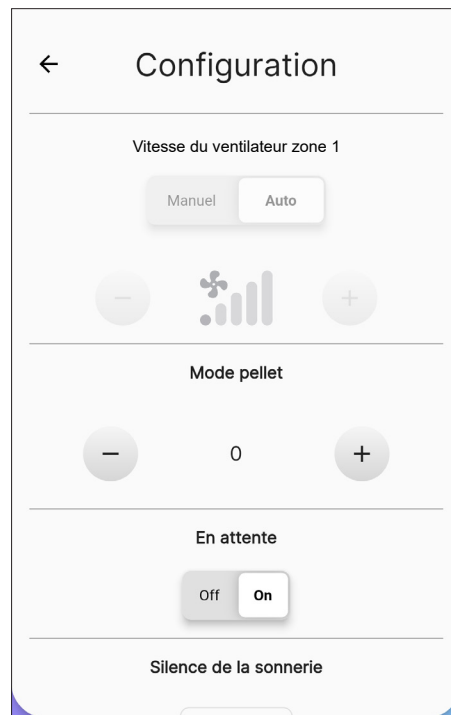 Configuration
Vitesse du ventilateur zone 1
Manuel Auto
Mode pellet
0
En attente
Off On
Silence de la sonnerie